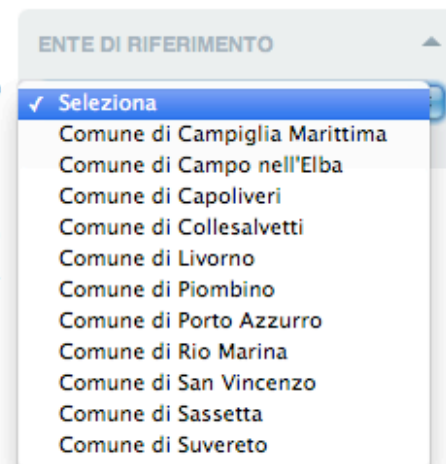 ENTE DI RIFERIMENTO
✓ Seleziona
Comune di Campiglia Marittima
Comune di Campo nell'Elba
Comune di Capoliveri
Comune di Collesalvetti
Comune di Livorno
Comune di Piombino
Comune di Porto Azzurro
Comune di Rio Marina
Comune di San Vincenzo
Comune di Sassetta
Comune di Suvereto